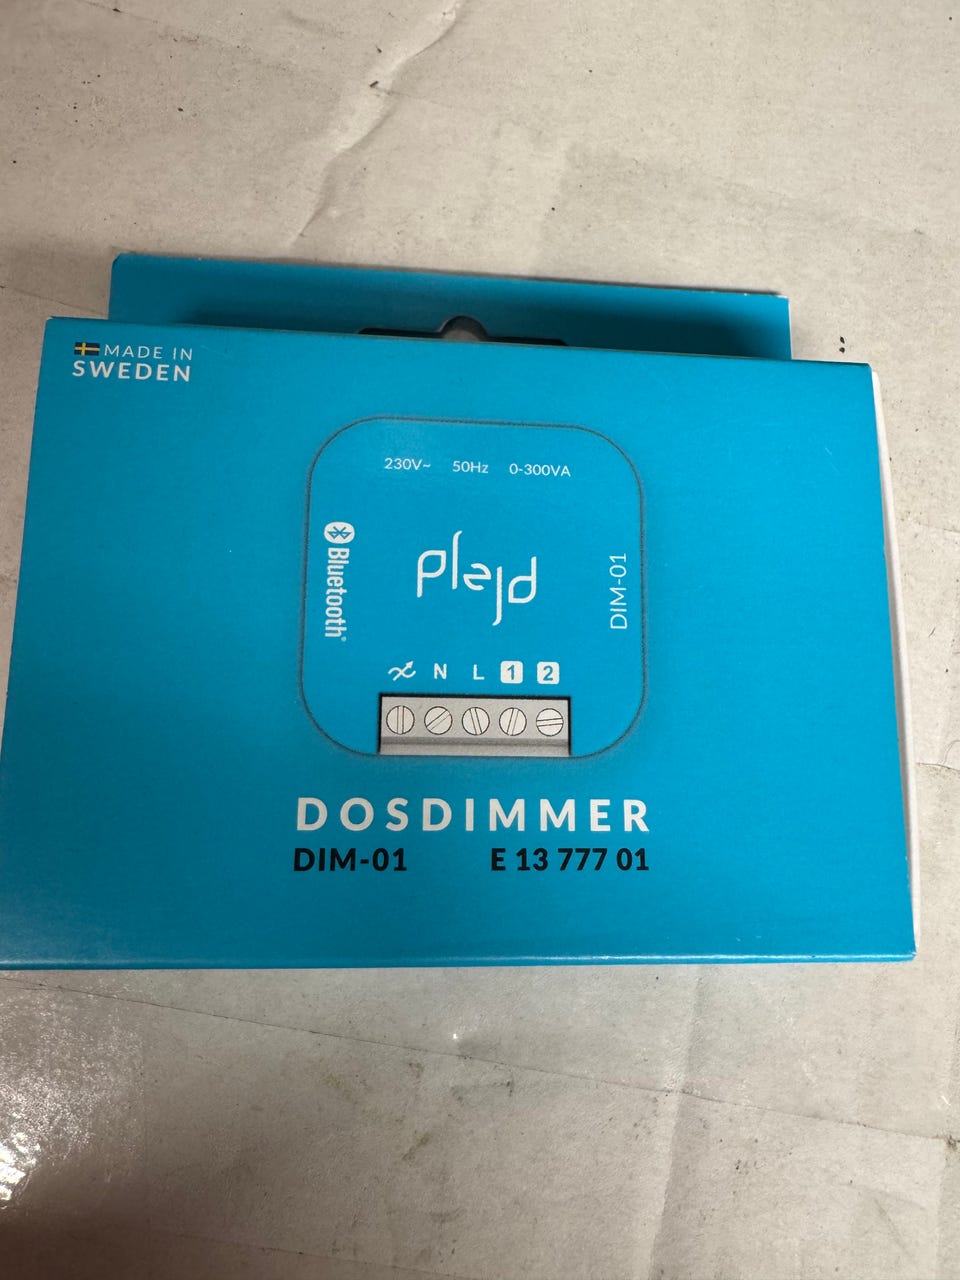 MADE IN
SWEDEN
230V~ 50Hz 0-300VA
Bluetooth®
plejd
DIM-01
N L 1 2
DOSDIMMER
DIM-01 E 13 777 01